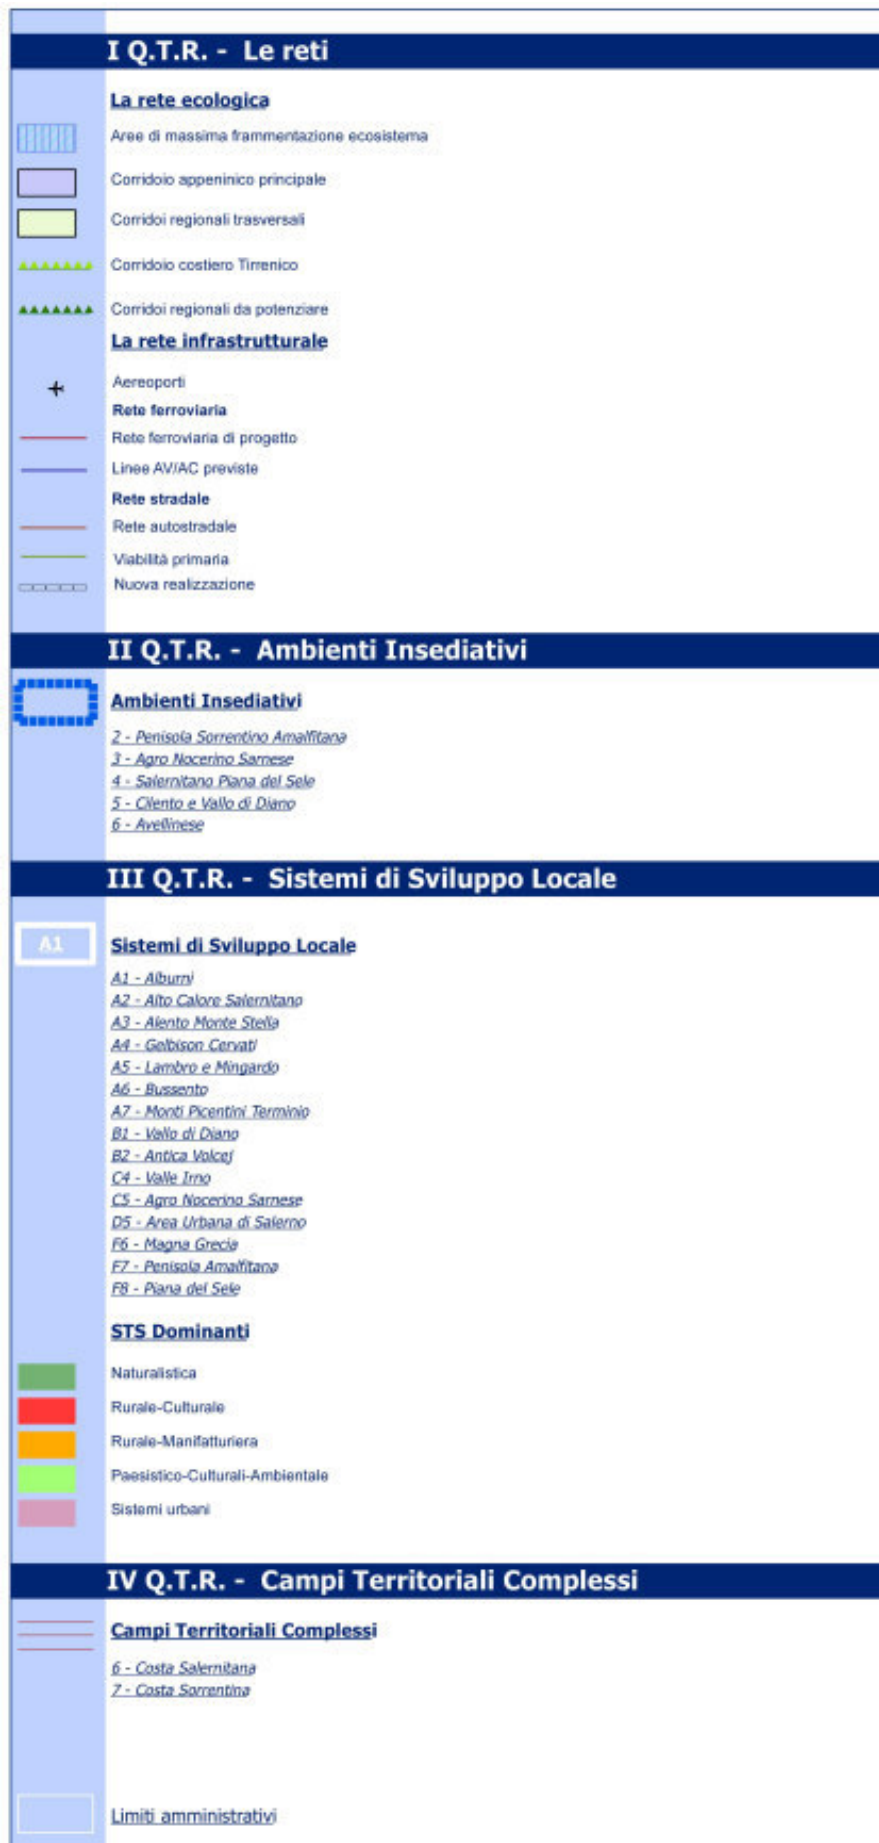 I Q.T.R. - Le reti
La rete ecologica
Aree di massima frammentazione ecosistema
Corridoio appeninico principale
Corridoi regionali trasversali
Corridoio costiero Tirrenico
Corridoi regionali da potenziare
La rete infrastrutturale
Aereoporti
Rete ferroviaria
Rete ferroviaria di progetto
Linee AV/AC previste
Rete stradale
Rete autostradale
Viabilità primaria
Nuova realizzazione
II Q.T.R. - Ambienti Insediativi
Ambienti Insediativi
2 - Penisola Sorrentino Amalfitana
3 - Agro Nocerino Sarnese
4 - Salernitano Piana del Sele
5 - Cilento e Vallo di Diano
6 - Avellinese
III Q.T.R. - Sistemi di Sviluppo Locale
A1
Sistemi di Sviluppo Locale
A1 - Alburni
A2 - Alto Calore Salernitano
A3 - Alento Monte Stella
A4 - Gelbison Cervati
A5 - Lambro e Mingardo
A6 - Bussento
A7 - Monti Picentini Terminio
B1 - Vallo di Diano
B2 - Antica Volcej
C4 - Valle Irno
C5 - Agro Nocerino Sarnese
D5 - Area Urbana di Salerno
F6 - Magna Grecia
F7 - Penisola Amalfitana
F8 - Piana del Sele
STS Dominanti
Naturalistica
Rurale-Culturale
Rurale-Manifatturiera
Paesistico-Culturali-Ambientale
Sistemi urbani
IV Q.T.R. - Campi Territoriali Complessi
Campi Territoriali Complessi
6 - Costa Salernitana
7 - Costa Sorrentina
Limiti amministrativi